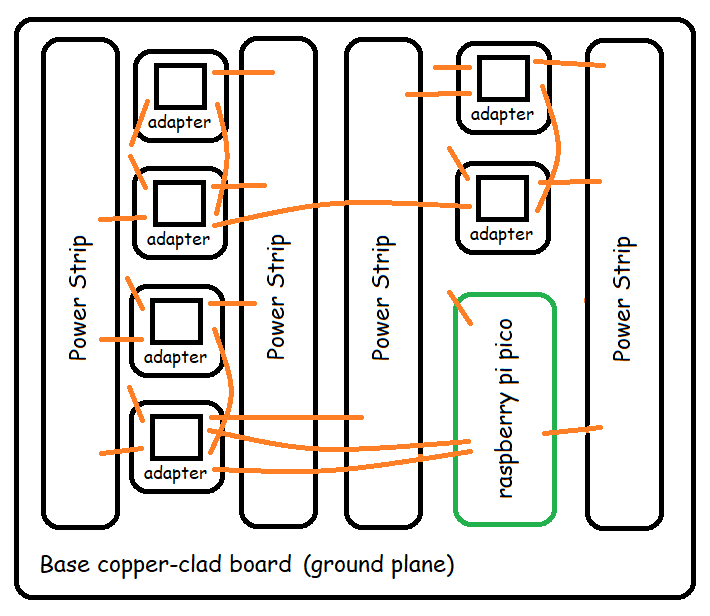 adapter
adapter
adapter
adapter
adapter
adapter
Power Strip
Power Strip
Power Strip
Power Strip
raspberry pi pico
Base copper-clad board (ground plane)